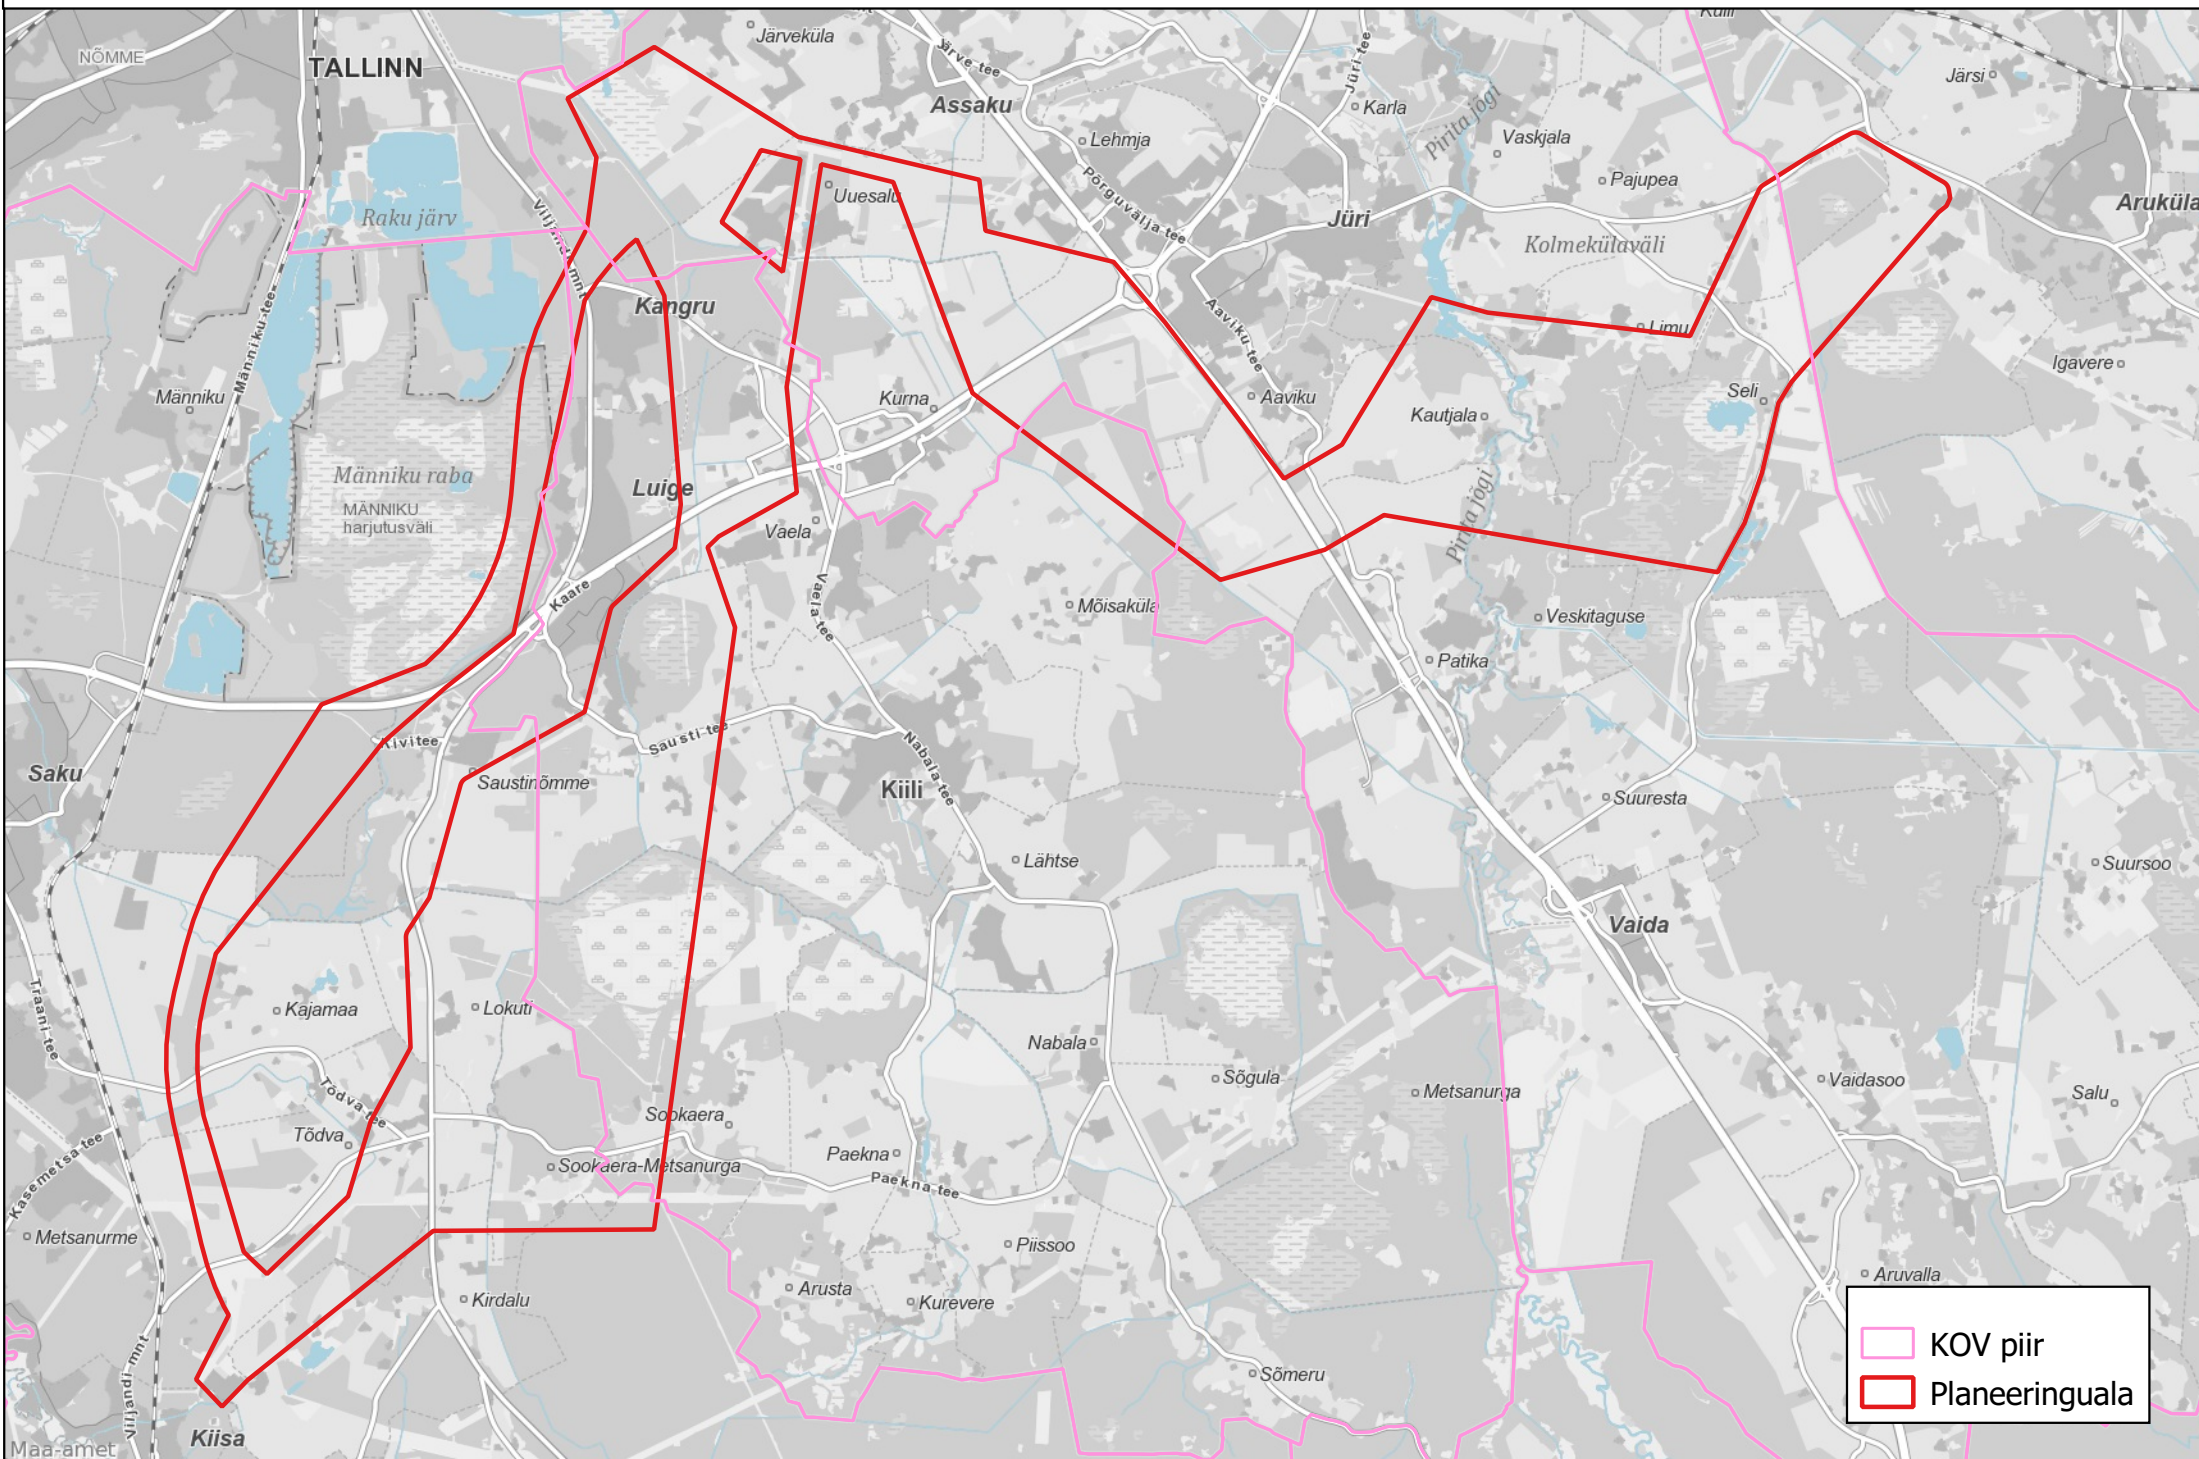 Kulli
NÕMME
TALLINN
Järveküla
Järve tee
Jüri tee
Järsi
Assaku
Karla
Pirita jõgi
Vaskjala
Lehmja
Põrguvälja tee
Pajupea
Uuesalu
Raku järv
Viljandi mnt
Jüri
Aruküla
Kolmeküla­väli
Kangru
Männiku tee
Aaviku tee
Limu
Igavere
Männiku
Kurna
Aaviku
Kautjala
Seli
Männiku raba
MÄNNIKU
harjutusväli
Luige
Vaela
Pirita jõgi
Kaare
Vaela tee
Mõisaküla
Veskitaguse
Patika
Kivitee
Sausti tee
Nabala tee
Saku
Saustinõmme
Kiili
Suuresta
Lähtse
Suursoo
Vaida
Traani tee
Kajamaa
Lokuti
Nabala
Sõgula
Metsanurga
Vaidasoo
Salu
Tõdva tee
Tõdva
Sookaera
Kasemetsa tee
Sookaera-Metsanurga
Paekna
Paekna tee
Metsanurme
Piissoo
Arusta
Kurevere
Kirdalu
Aruvalla
Viljandi mnt
Sõmeru
Kiisa
Maa-amet
KOV piir
Planeeringuala